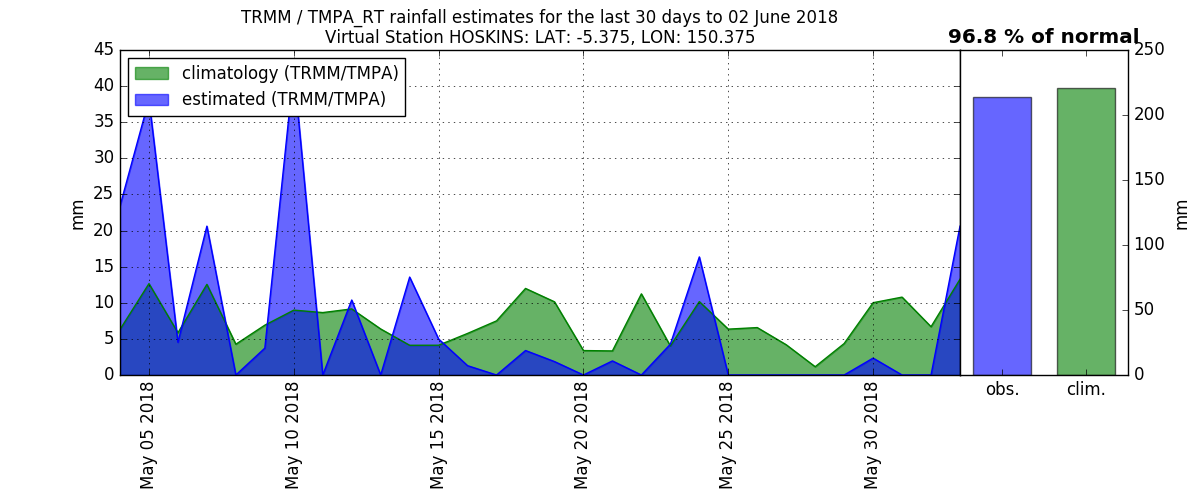 TRMM / TMPA_RT rainfall estimates for the last 30 days to 02 June 2018
Virtual Station HOSKINS: LAT: -5.375, LON: 150.375
96.8 % of normal
climatology (TRMM/TMPA)
estimated (TRMM/TMPA)
45
40
35
30
25
20
15
10
5
0
mm
May 05 2018
May 10 2018
May 15 2018
May 20 2018
May 25 2018
May 30 2018
250
200
150
100
50
0
mm
obs.
clim.